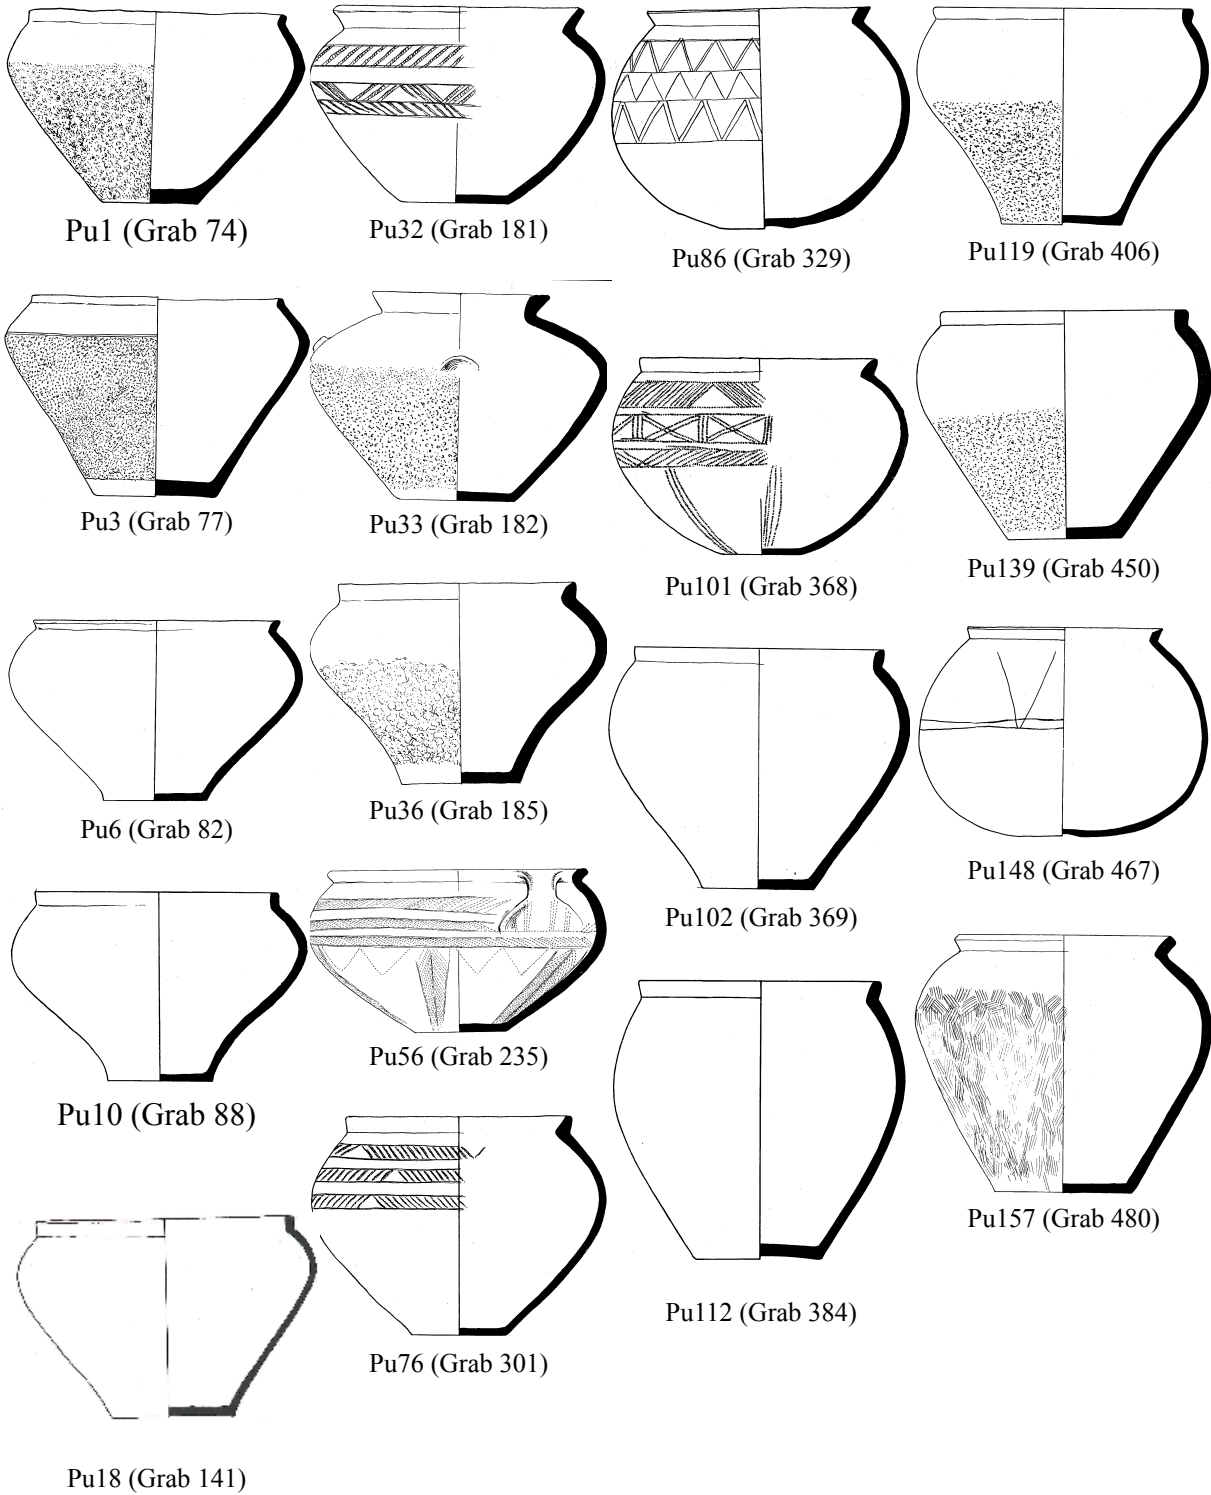 Pu1 (Grab 74)
Pu32 (Grab 181)
Pu86 (Grab 329)
Pu119 (Grab 406)
Pu3 (Grab 77)
Pu33 (Grab 182)
Pu101 (Grab 368)
Pu139 (Grab 450)
Pu6 (Grab 82)
Pu36 (Grab 185)
Pu102 (Grab 369)
Pu148 (Grab 467)
Pu10 (Grab 88)
Pu56 (Grab 235)
Pu112 (Grab 384)
Pu157 (Grab 480)
Pu18 (Grab 141)
Pu76 (Grab 301)